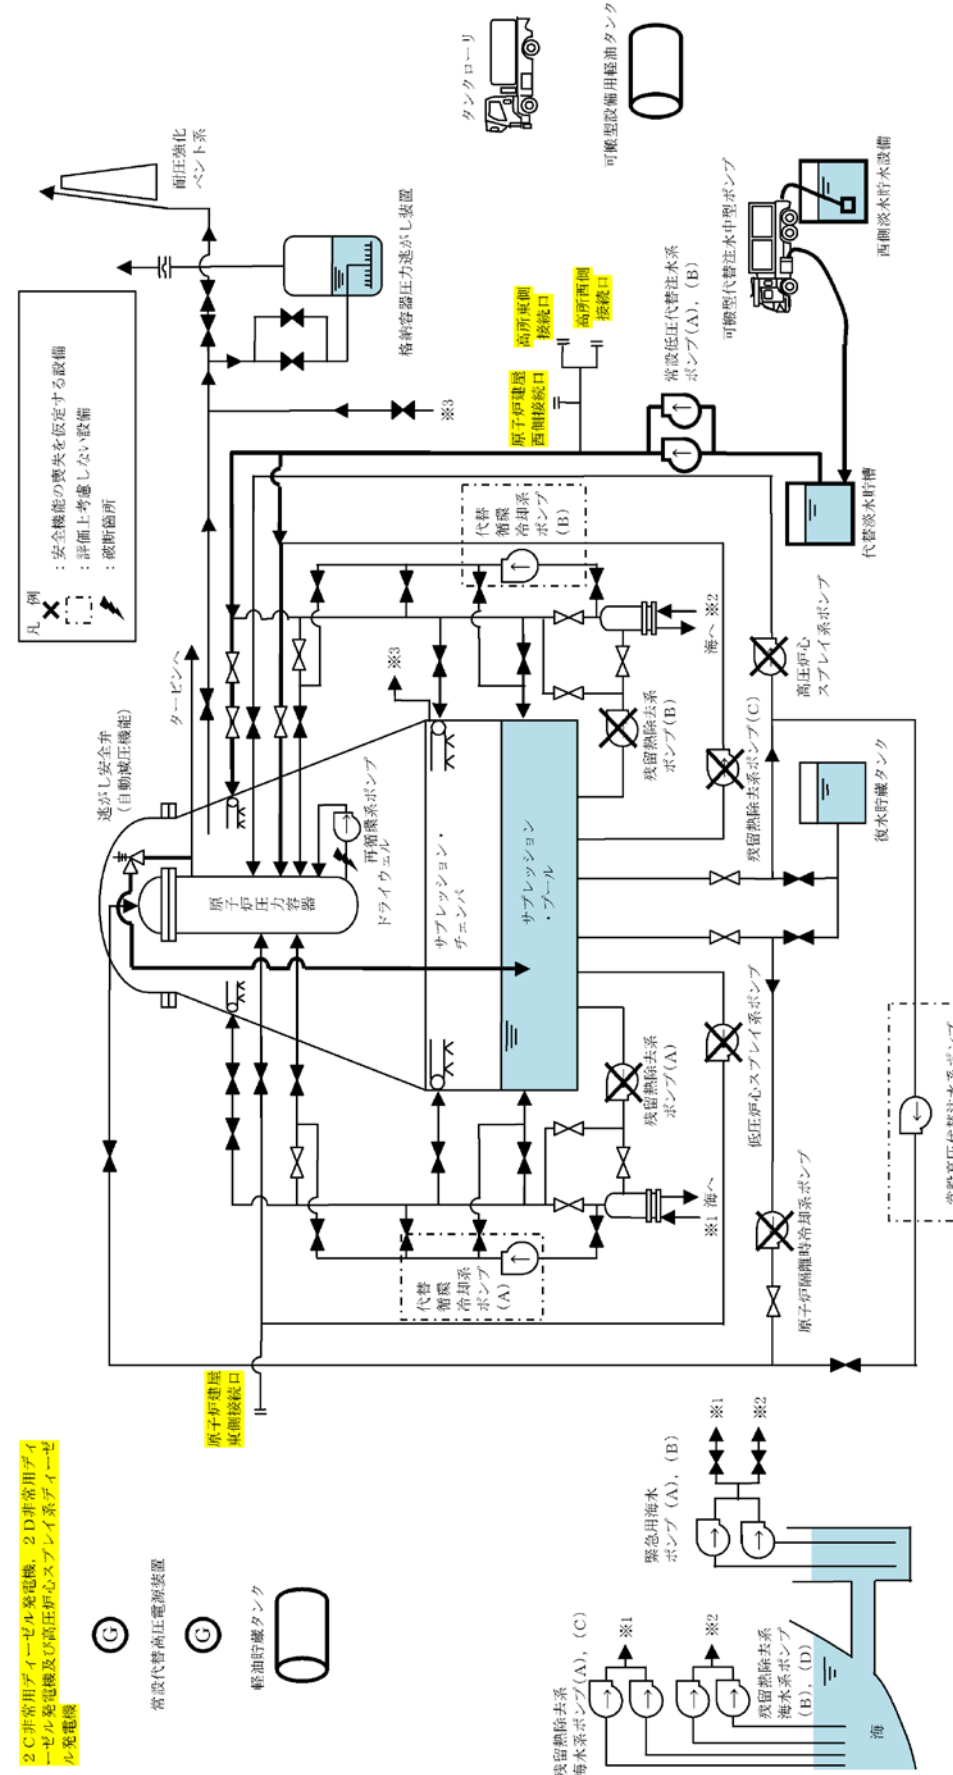 2C非常用ディーゼル発電機,2D非常用ディ
ーゼル発電機及び高圧炉心スプレイ系ディーゼ
ル発電機
G
常設代替高圧電源装置
G
軽油貯蔵タンク
残留熱除去系
海水系ポンプ(A),(C)
※1
※2
残留熱除去系
海水系ポンプ
(B),(D)
海
緊急用海水
ポンプ(A),(B)
※1
※2
原子炉建屋
東側接続口
凡 例
:安全機能の喪失を仮定する設備
:評価上考慮しない設備
:破断箇所
逃がし安全弁
(自動減圧機能)
タービンへ
原子炉圧力容器
再循環系ポンプ
ドライウェル
サプレッション・
チェンバ
サプレッション
・プール
※3
代替
循環
冷却系
ポンプ
(A)
代替
循環
冷却系
ポンプ
(B)
※1
海へ
海へ
※2
残留熱除去系
ポンプ(A)
残留熱除去系
ポンプ(B)
低圧炉心スプレイ系ポンプ
残留熱除去系ポンプ(C)
原子炉隔離時冷却系ポンプ
高圧炉心
スプレイ系ポンプ
復水貯蔵タンク
耐圧強化
ベント系
格納容器圧力逃がし装置
※3
原子炉建屋
西側接続口
高所東側
接続口
高所西側
接続口
常設低圧代替注水系
ポンプ(A),(B)
代替淡水貯槽
可搬型代替注水中型ポンプ
西側淡水貯水設備
タンクローリ
可搬型設備用軽油タンク